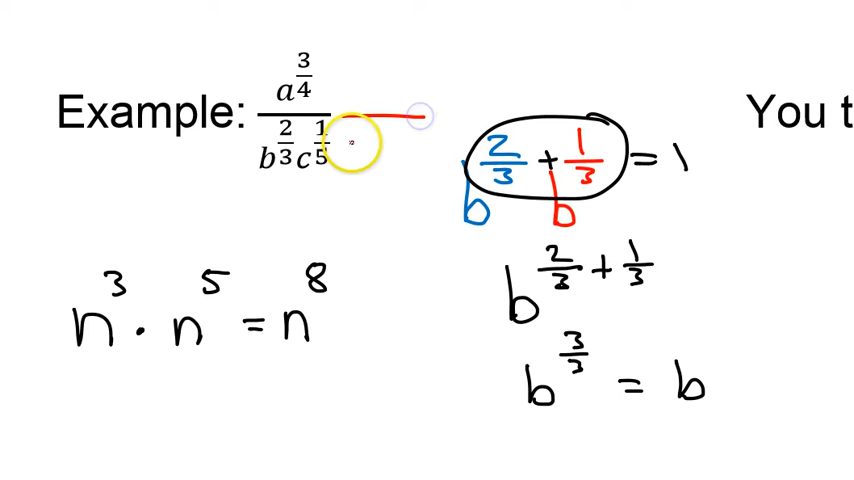 Example: a^{3/4} / b^{2/3}c^{1/5}
You t
2/3 + 1/3 = 1
b b
b^{2/3 + 1/3}
n^3 · n^5 = n^8
b^{3/3} = b